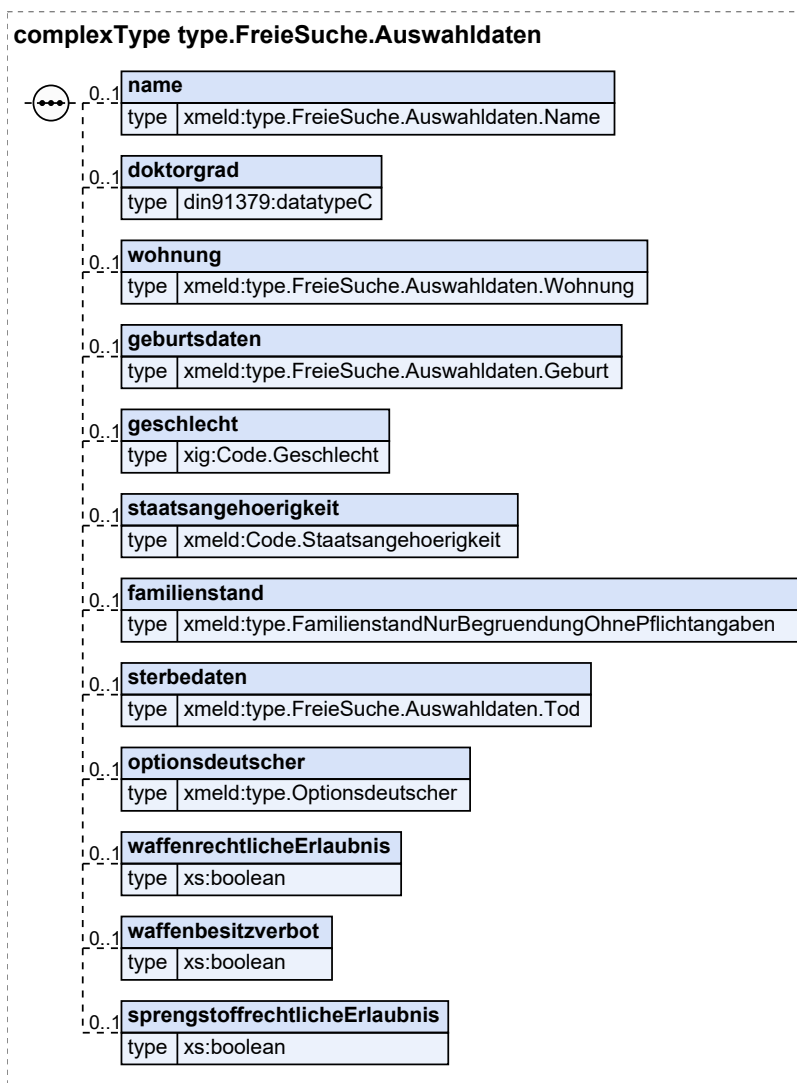 complexType type.FreieSuche.Auswahldaten
0..1 name
type xmeld:type.FreieSuche.Auswahldaten.Name
0..1 doktorgrad
type din91379:datatypeC
0..1 wohnung
type xmeld:type.FreieSuche.Auswahldaten.Wohnung
0..1 geburtsdaten
type xmeld:type.FreieSuche.Auswahldaten.Geburt
0..1 geschlecht
type xig:Code.Geschlecht
0..1 staatsangehoerigkeit
type xmeld:Code.Staatsangehoerigkeit
0..1 familienstand
type xmeld:type.FamilienstandNurBegruendungOhnePflichtangaben
0..1 sterbedaten
type xmeld:type.FreieSuche.Auswahldaten.Tod
0..1 optionsdeutscher
type xmeld:type.Optionsdeutscher
0..1 waffenrechtlicheErlaubnis
type xs:boolean
0..1 waffenbesitzverbot
type xs:boolean
0..1 sprengstoffrechtlicheErlaubnis
type xs:boolean